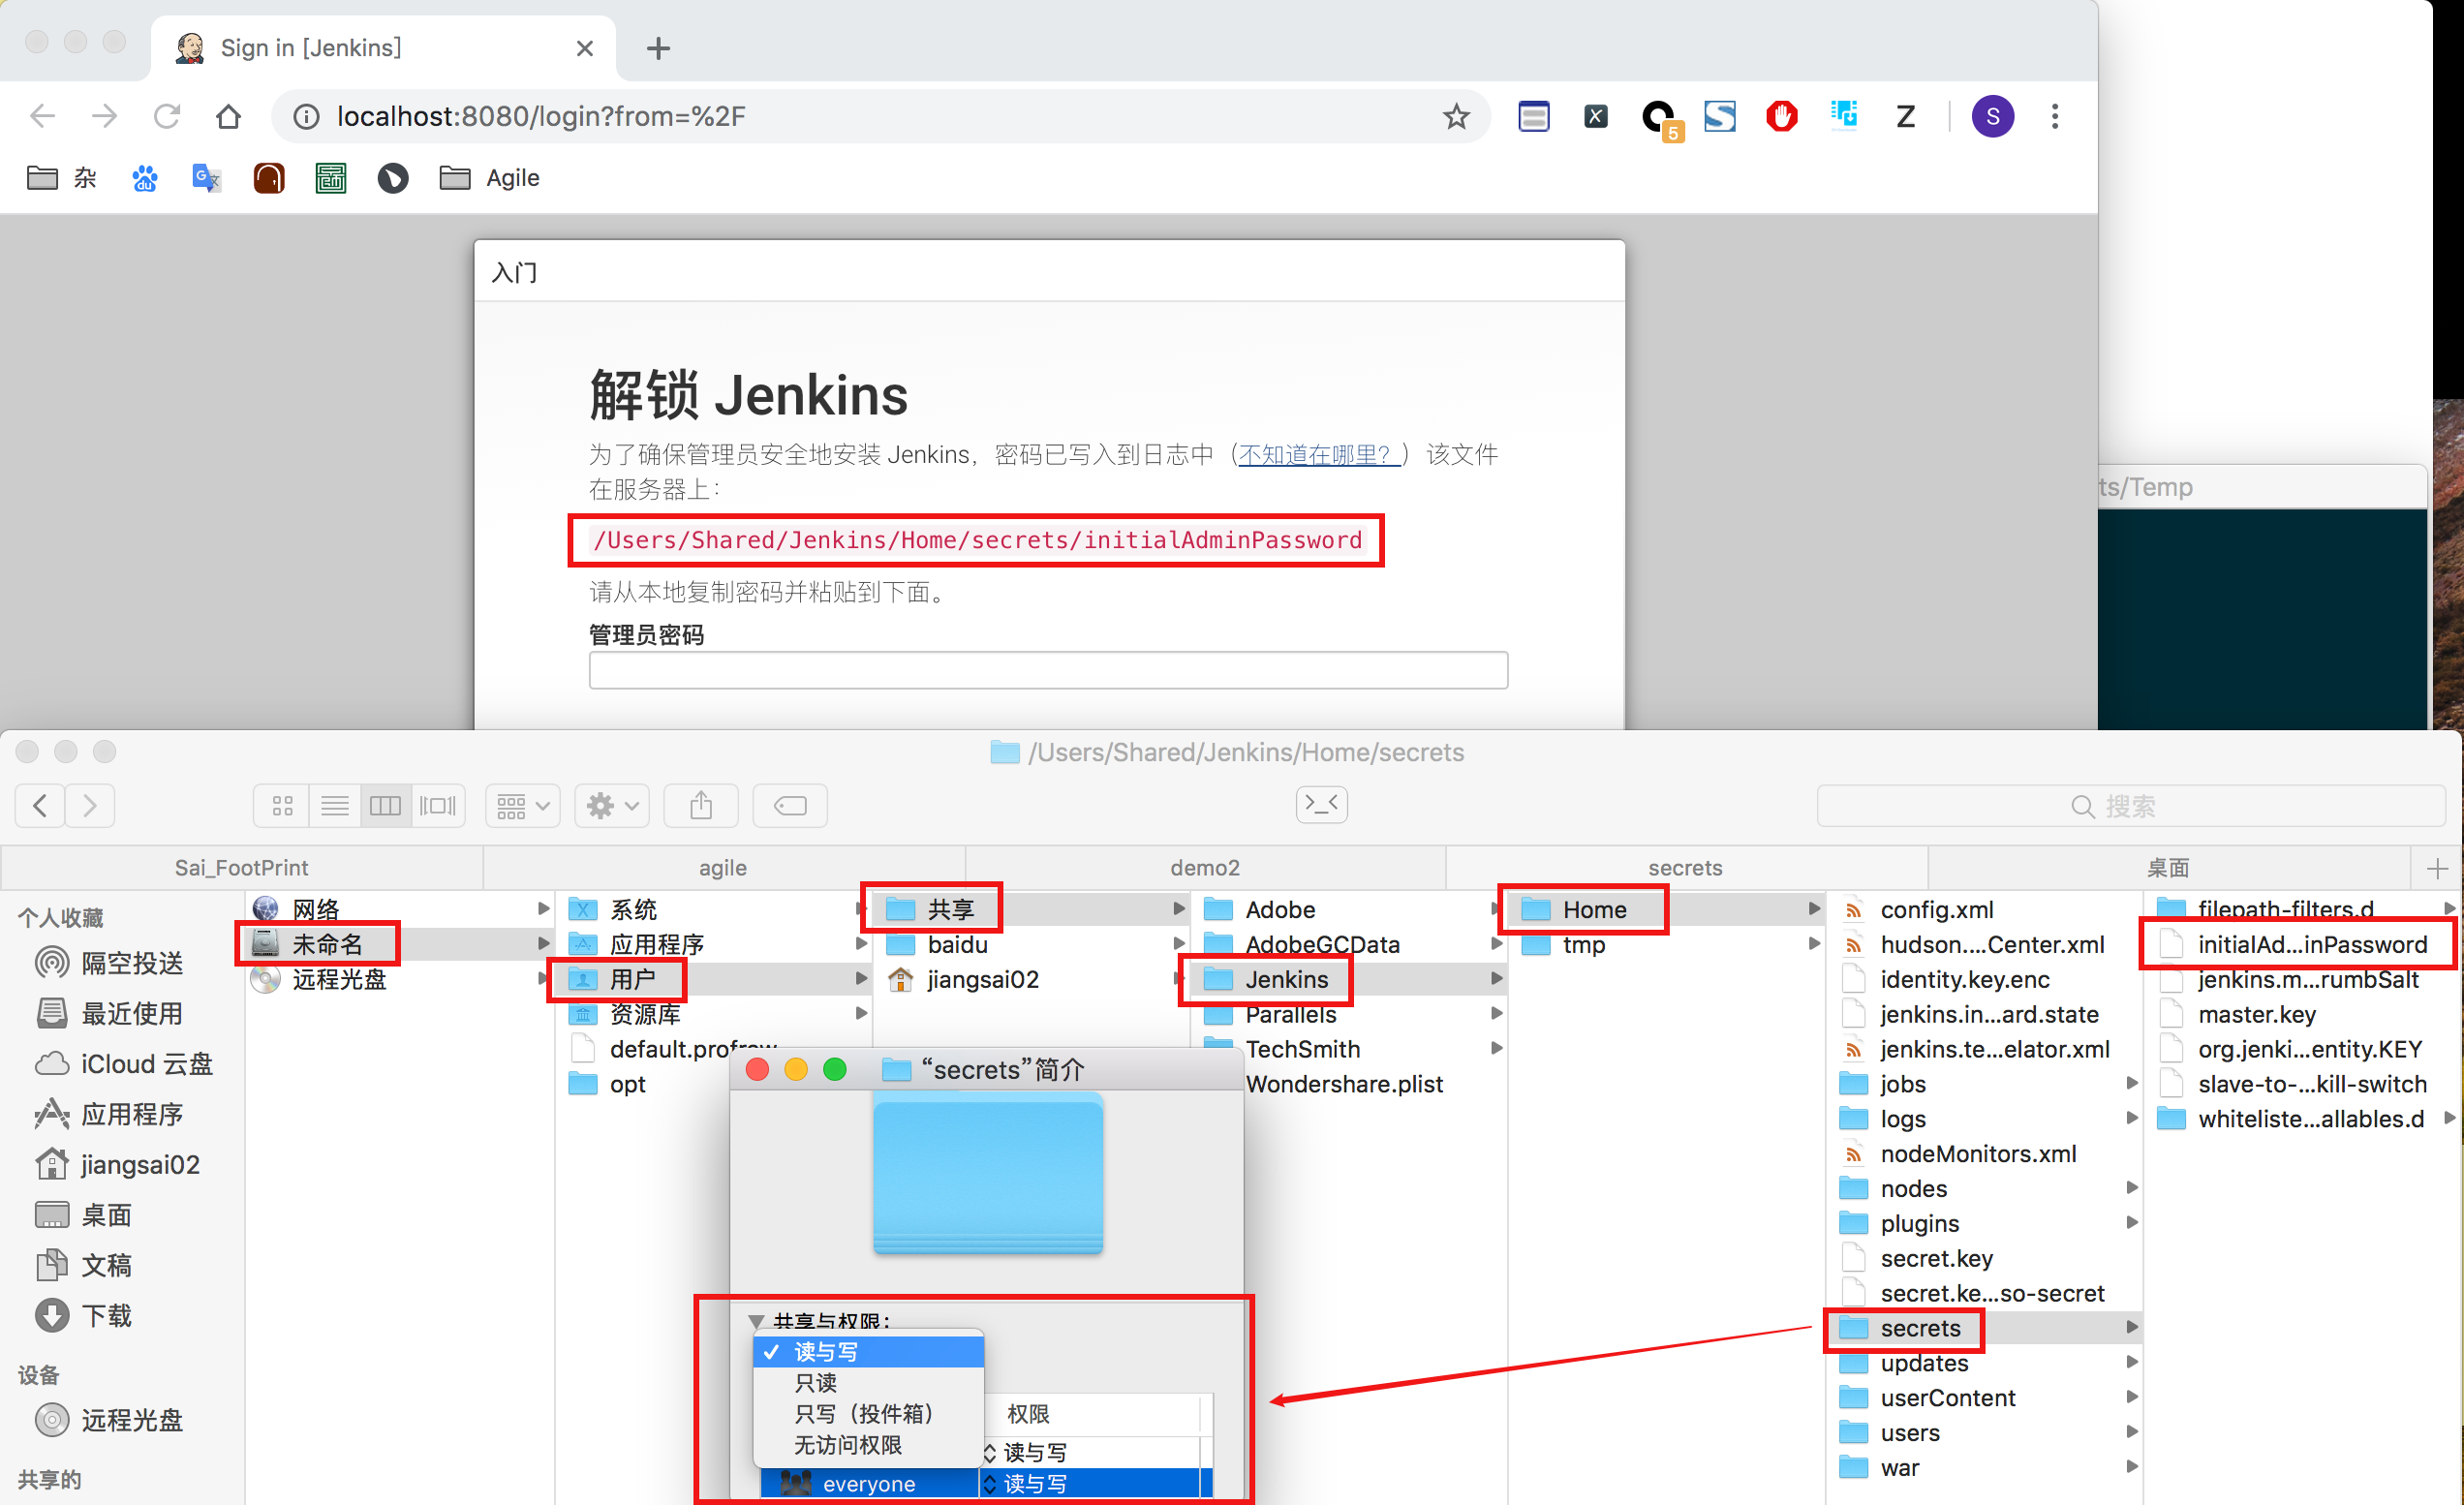 Sign in [Jenkins]
localhost:8080/login?from=%2F
5
S
杂
du
Agile
入门
解锁 Jenkins
为了确保管理员安全地安装 Jenkins，密码已写入到日志中（不知道在哪里？）该文件
在服务器上：
/Users/Shared/Jenkins/Home/secrets/initialAdminPassword
请从本地复制密码并粘贴到下面。
管理员密码
ts/Temp
/Users/Shared/Jenkins/Home/secrets
搜索
Sai_FootPrint
agile
demo2
secrets
桌面
个人收藏
隔空投送
最近使用
iCloud 云盘
应用程序
jiangsai02
桌面
文稿
下载
设备
远程光盘
共享的
网络
未命名
远程光盘
系统
应用程序
用户
资源库
default.profraw
opt
共享
baidu
jiangsai02
Adobe
AdobeGCData
Jenkins
Parallels
TechSmith
Wondershare.plist
Home
tmp
config.xml
hudson....Center.xml
identity.key.enc
jenkins.in...ard.state
jenkins.te...elator.xml
jobs
logs
nodeMonitors.xml
nodes
plugins
secret.key
secret.ke...so-secret
secrets
updates
userContent
users
war
filepath-filters.d
initialAd...inPassword
jenkins.m...rumbSalt
master.key
org.jenki...entity.KEY
slave-to-...kill-switch
whiteliste...allables.d
“secrets”简介
共享与权限：
✓ 读与写
只读
只写（投件箱）
无访问权限
权限
读与写
everyone
读与写